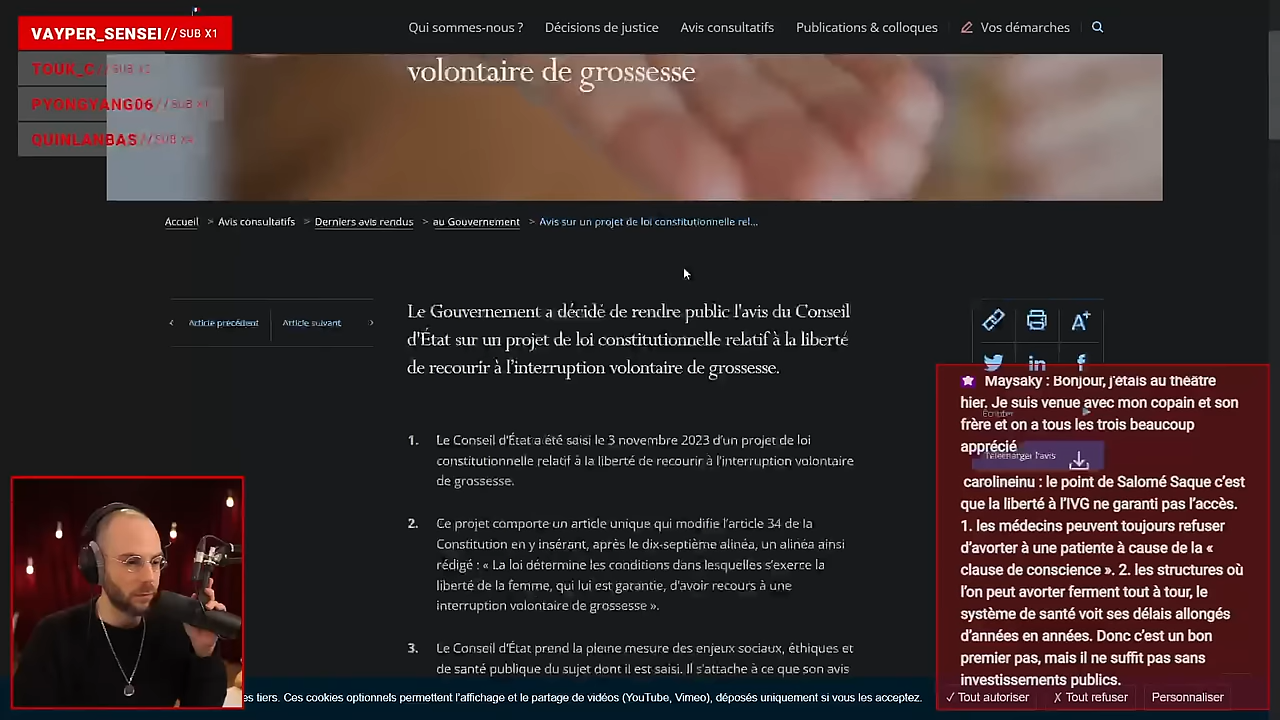 VAYPER_SENSEI// SUB X1
TOUK_C// SUB X2
PYONGYANG06// SUB X1
QUINLANBAS// SUB
Qui sommes-nous ? Décisions de justice Avis consultatifs Publications & colloques Vos démarches
volontaire de grossesse
Accueil > Avis consultatifs > Derniers avis rendus > au Gouvernement > Avis sur un projet de loi constitutionnelle rel...
< Article précédent Article suivant >
Le Gouvernement a décidé de rendre public l'avis du Conseil
d'État sur un projet de loi constitutionnelle relatif à la liberté
de recourir à l'interruption volontaire de grossesse.
1. Le Conseil d'État a été saisi le 3 novembre 2023 d'un projet de loi
constitutionnelle relatif à la liberté de recourir à l'interruption volontaire
de grossesse.
2. Ce projet comporte un article unique qui modifie l'article 34 de la
Constitution en y insérant, après le dix-septième alinéa, un alinéa ainsi
rédigé : « La loi détermine les conditions dans lesquelles s'exerce la
liberté de la femme, qui lui est garantie, d'avoir recours à une
interruption volontaire de grossesse ».
3. Le Conseil d'État prend la pleine mesure des enjeux sociaux, éthiques et
de santé publique du sujet dont il est saisi. Il s'attache à ce que son avis
A+
in f
Écouter
Télécharger l'avis
Maysaky : Bonjour, j'étais au théâtre
hier. Je suis venue avec mon copain et son
frère et on a tous les trois beaucoup
apprécié
carolineinu : le point de Salomé Saque c'est
que la liberté à l'IVG ne garanti pas l'accès.
1. les médecins peuvent toujours refuser
d'avorter à une patiente à cause de la «
clause de conscience ». 2. les structures où
l'on peut avorter ferment tout à tour, le
système de santé voit ses délais allongés
d'années en années. Donc c'est un bon
premier pas, mais il ne suffit pas sans
investissements publics.
es tiers. Ces cookies optionnels permettent l'affichage et le partage de vidéos (YouTube, Vimeo), déposés uniquement si vous les acceptez.
✓ Tout autoriser ✗ Tout refuser Personnaliser